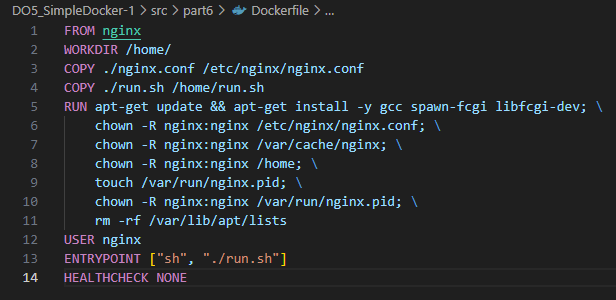 DO5_SimpleDocker-1 > src > part6 > Dockerfile > ...
1 FROM nginx
2 WORKDIR /home/
3 COPY ./nginx.conf /etc/nginx/nginx.conf
4 COPY ./run.sh /home/run.sh
5 RUN apt-get update && apt-get install -y gcc spawn-fcgi libfcgi-dev; \
6 chown -R nginx:nginx /etc/nginx/nginx.conf; \
7 chown -R nginx:nginx /var/cache/nginx; \
8 chown -R nginx:nginx /home; \
9 touch /var/run/nginx.pid; \
10 chown -R nginx:nginx /var/run/nginx.pid; \
11 rm -rf /var/lib/apt/lists
12 USER nginx
13 ENTRYPOINT ["sh", "./run.sh"]
14 HEALTHCHECK NONE